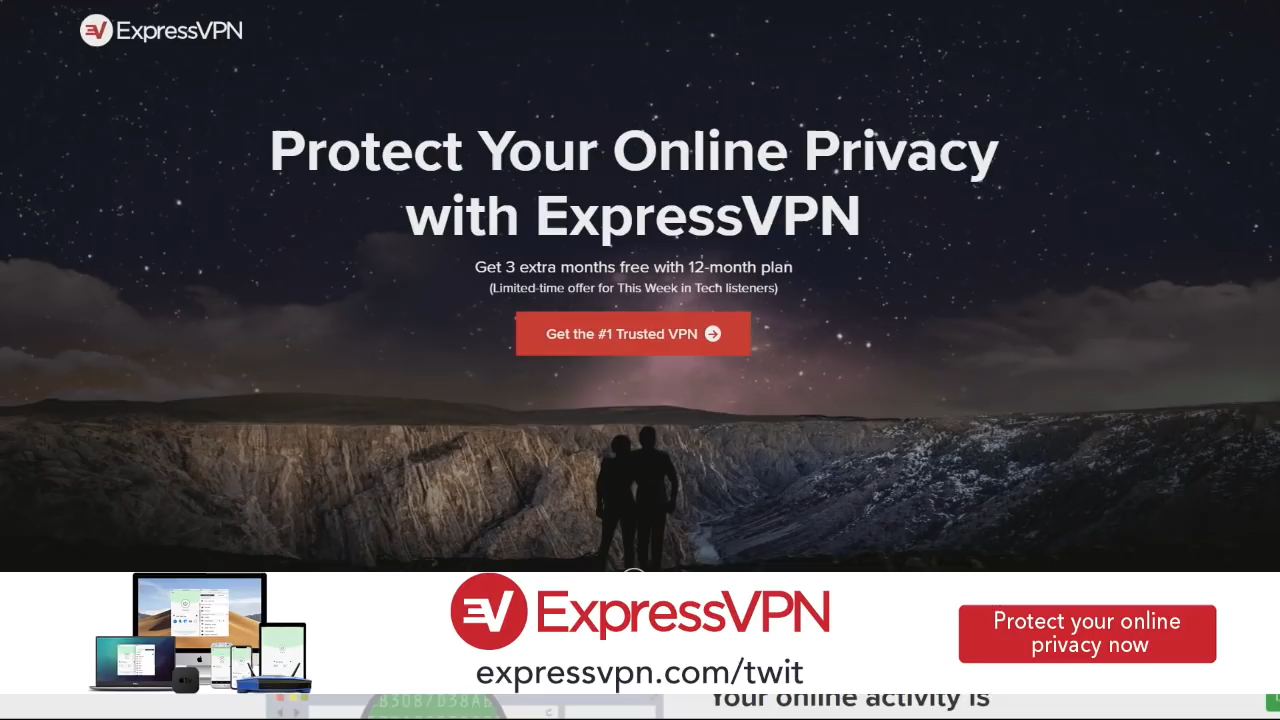 ExpressVPN
Protect Your Online Privacy
with ExpressVPN
Get 3 extra months free with 12-month plan
(Limited-time offer for This Week in Tech listeners)
Get the #1 Trusted VPN
ExpressVPN
expressvpn.com/twit
Protect your online
privacy now
Your online activity is